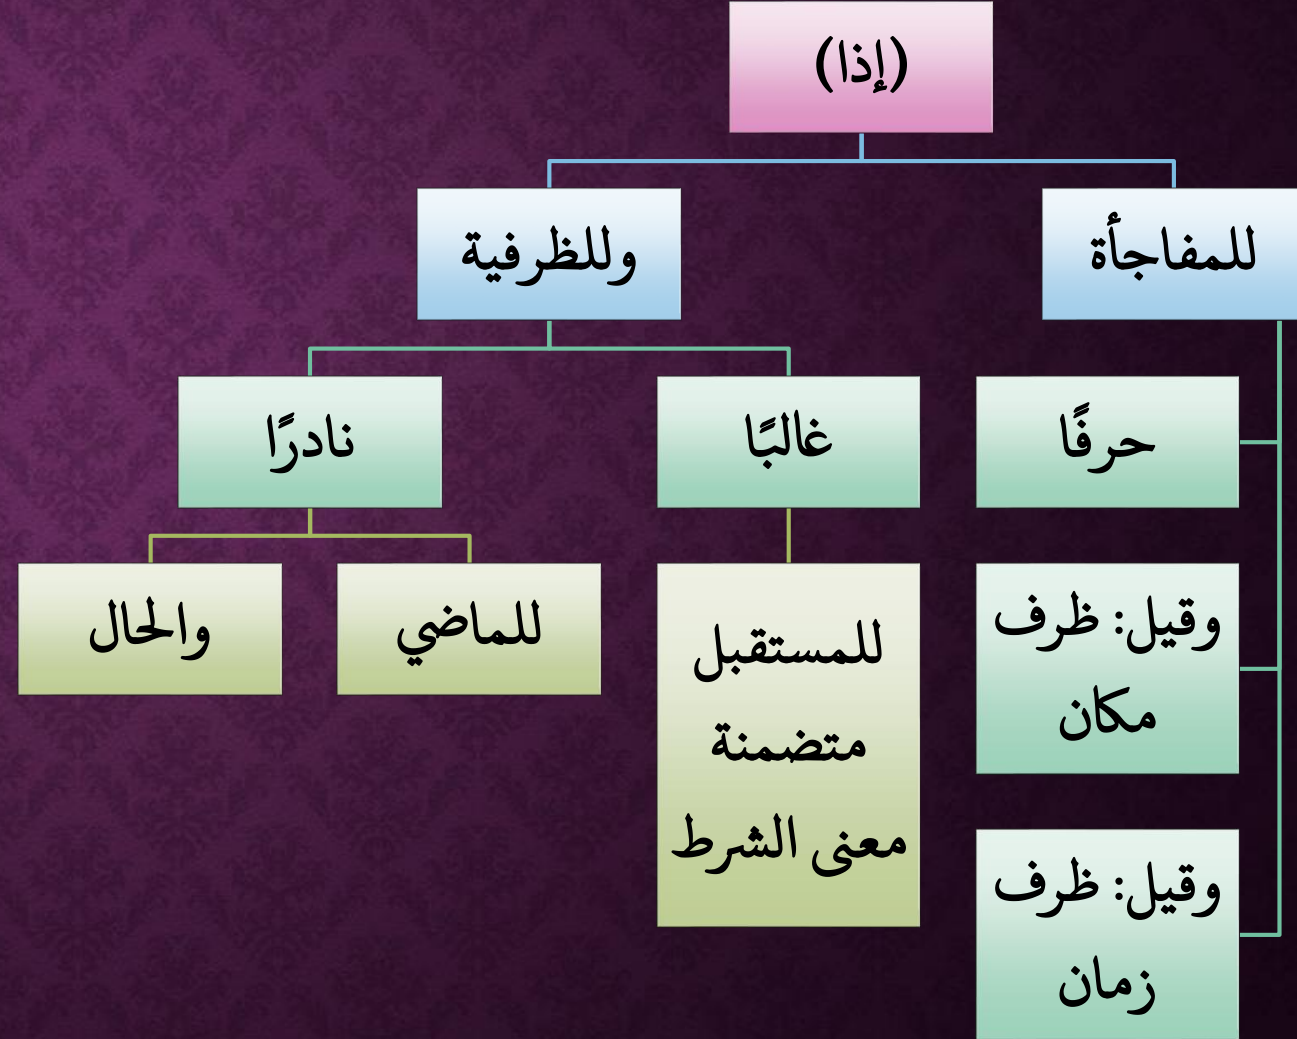 (إذا)
للمفاجأة
وللظرفية
حرفًا
غالبًا
نادرًا
وقيل: ظرف
مكان
للمستقبل
متضمنة
معنى الشرط
للماضي
والحال
وقيل: ظرف
زمان